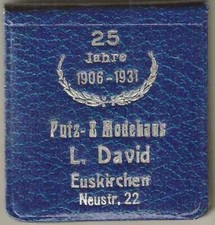 25
Jahre
1906-1931
Putz- & Modehaus
L. David
Euskirchen
Neustr. 22